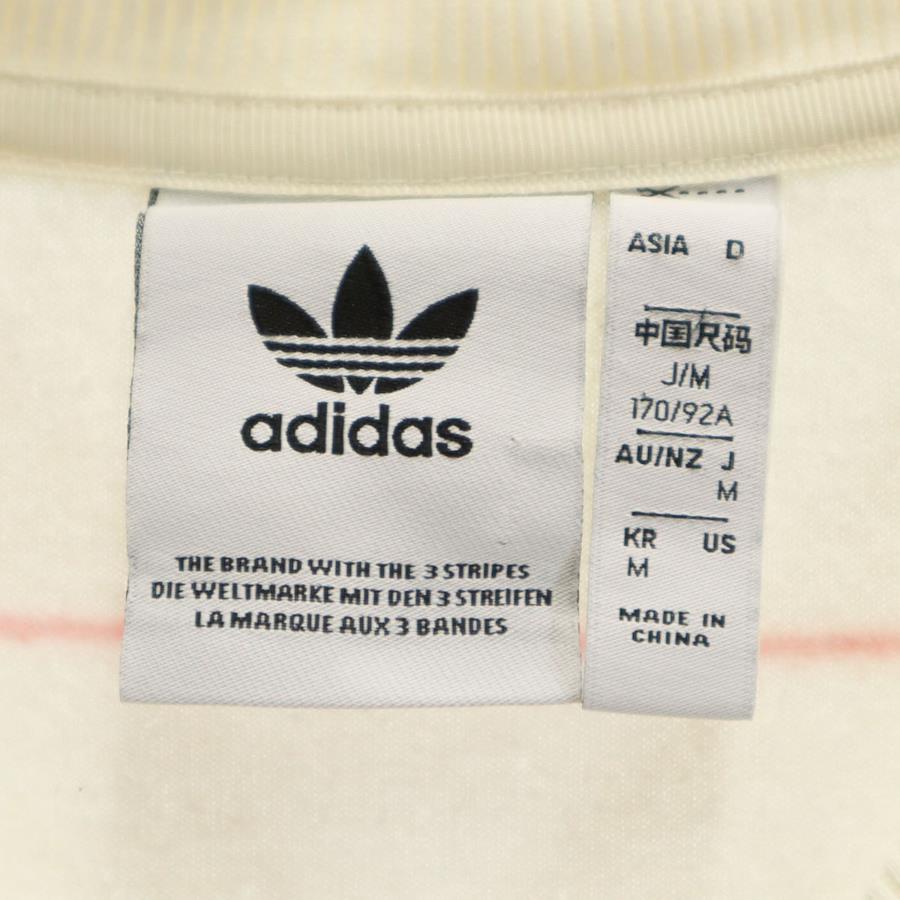 adidas
THE BRAND WITH THE 3 STRIPES
DIE WELTMARKE MIT DEN 3 STREIFEN
LA MARQUE AUX 3 BANDES
ASIA D
中国尺码
J/M
170/92A
AU/NZ J
M
KR US
M
MADE IN
CHINA